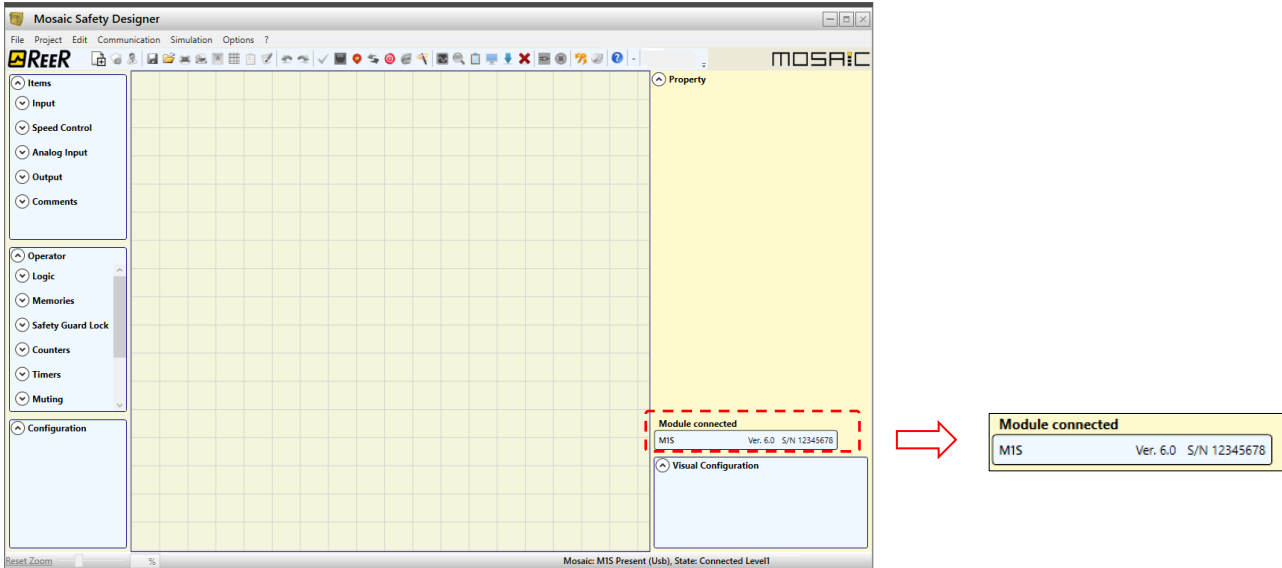 Mosaic Safety Designer
File Project Edit Communication Simulation Options ?
REER
MOSAIC
Items
Input
Speed Control
Analog Input
Output
Comments
Operator
Logic
Memories
Safety Guard Lock
Counters
Timers
Muting
Configuration
Property
Module connected
M1S Ver. 6.0 S/N 12345678
Visual Configuration
Reset Zoom %
Mosaic: M1S Present (Usb), State: Connected Level1
Module connected
M1S Ver. 6.0 S/N 12345678